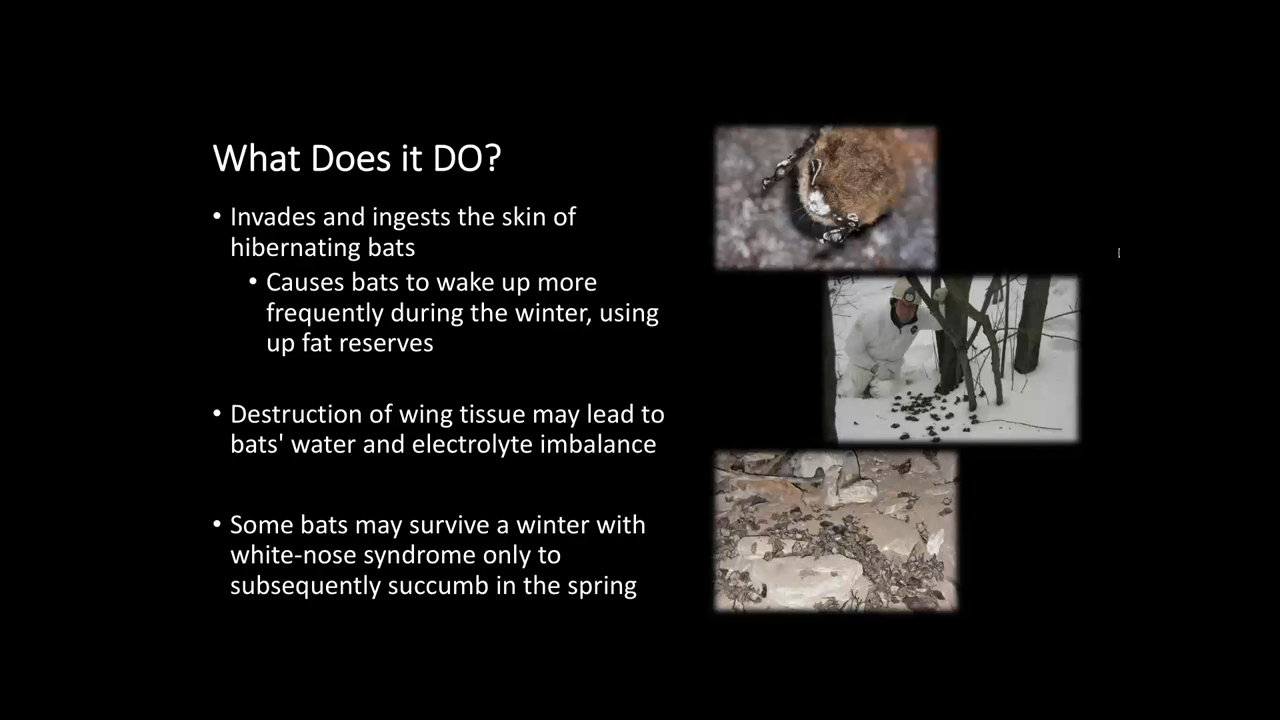 What Does it DO?
• Invades and ingests the skin of
hibernating bats
• Causes bats to wake up more
frequently during the winter, using
up fat reserves
• Destruction of wing tissue may lead to
bats' water and electrolyte imbalance
• Some bats may survive a winter with
white-nose syndrome only to
subsequently succumb in the spring